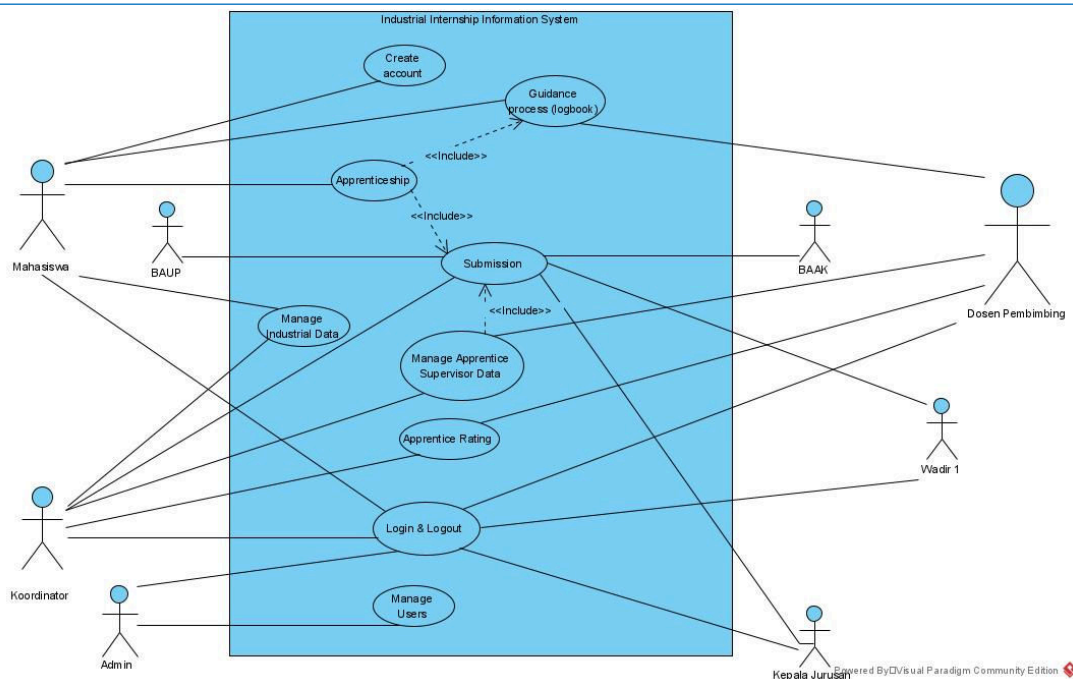 Industrial Internship Information System
Create
account
Guidance
process (logbook)
<<Include>>
Apprenticeship
<<Include>>
Mahasiswa
BAUP
Submission
BAAK
Dosen Pembimbing
<<Include>>
Manage
Industrial Data
Manage Apprentice
Supervisor Data
Apprentice Rating
Wadir 1
Login & Logout
Koordinator
Manage
Users
Admin
Kepala Jurusan
Powered By□Visual Paradigm Community Edition